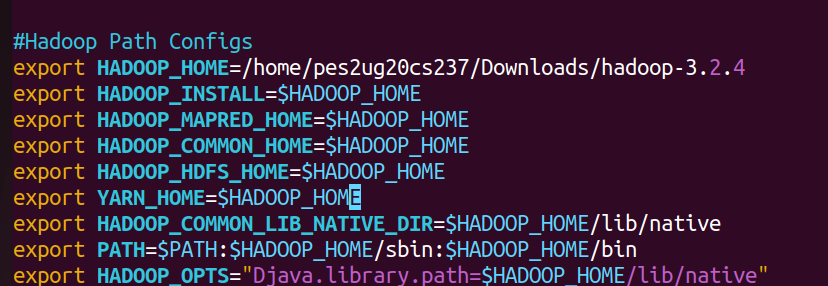 #Hadoop Path Configs
export HADOOP_HOME=/home/pes2ug20cs237/Downloads/hadoop-3.2.4
export HADOOP_INSTALL=$HADOOP_HOME
export HADOOP_MAPRED_HOME=$HADOOP_HOME
export HADOOP_COMMON_HOME=$HADOOP_HOME
export HADOOP_HDFS_HOME=$HADOOP_HOME
export YARN_HOME=$HADOOP_HOME
export HADOOP_COMMON_LIB_NATIVE_DIR=$HADOOP_HOME/lib/native
export PATH=$PATH:$HADOOP_HOME/sbin:$HADOOP_HOME/bin
export HADOOP_OPTS="Djava.library.path=$HADOOP_HOME/lib/native"